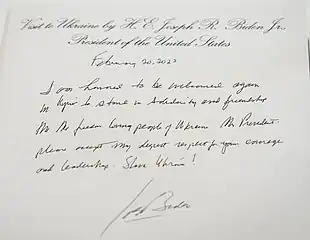 Visit to Ukraine by H. E. Joseph R. Biden Jr.,
President of the United States
February 20, 2023
I am honored to be welcomed again
in Kyiv to stand in solidarity and friendship
with the freedom loving people of Ukraine. Mr. President
please accept my deepest respect for your courage
and leadership. Slava Ukraini!
Joe Biden